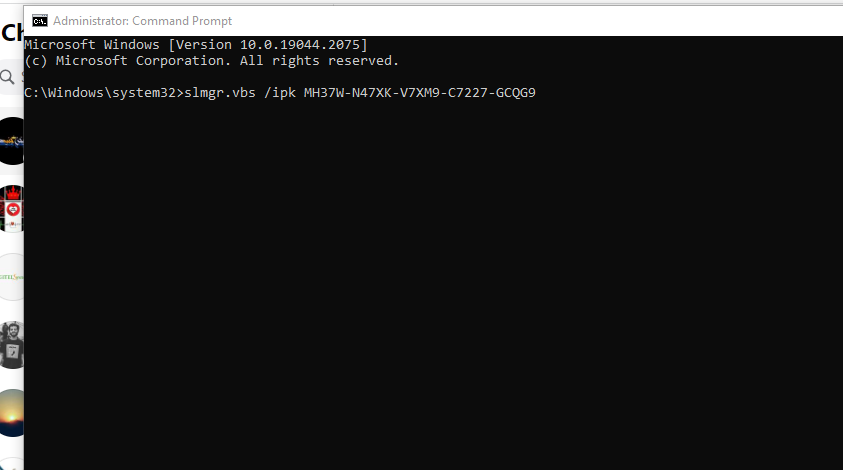 Ch
Administrator: Command Prompt
Microsoft Windows [Version 10.0.19044.2075]
(c) Microsoft Corporation. All rights reserved.
C:\Windows\system32>slmgr.vbs /ipk MH37W-N47XK-V7XM9-C7227-GCQG9